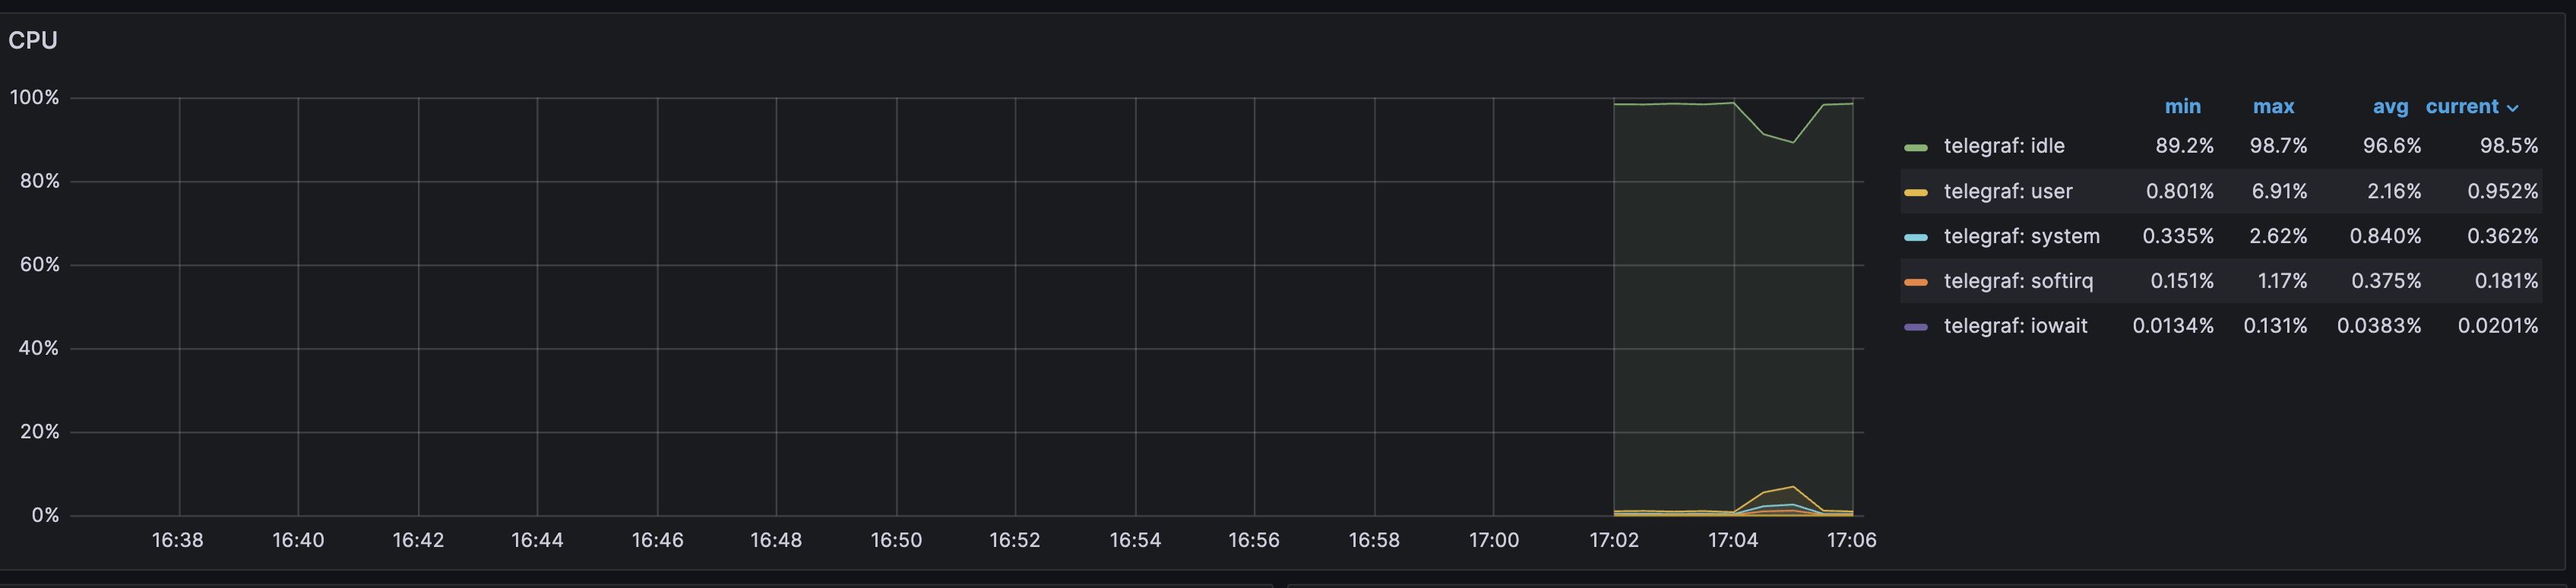 CPU
100%
80%
60%
40%
20%
0%
16:38 16:40 16:42 16:44 16:46 16:48 16:50 16:52 16:54 16:56 16:58 17:00 17:02 17:04 17:06
min max avg current
telegraf: idle 89.2% 98.7% 96.6% 98.5%
telegraf: user 0.801% 6.91% 2.16% 0.952%
telegraf: system 0.335% 2.62% 0.840% 0.362%
telegraf: softirq 0.151% 1.17% 0.375% 0.181%
telegraf: iowait 0.0134% 0.131% 0.0383% 0.0201%